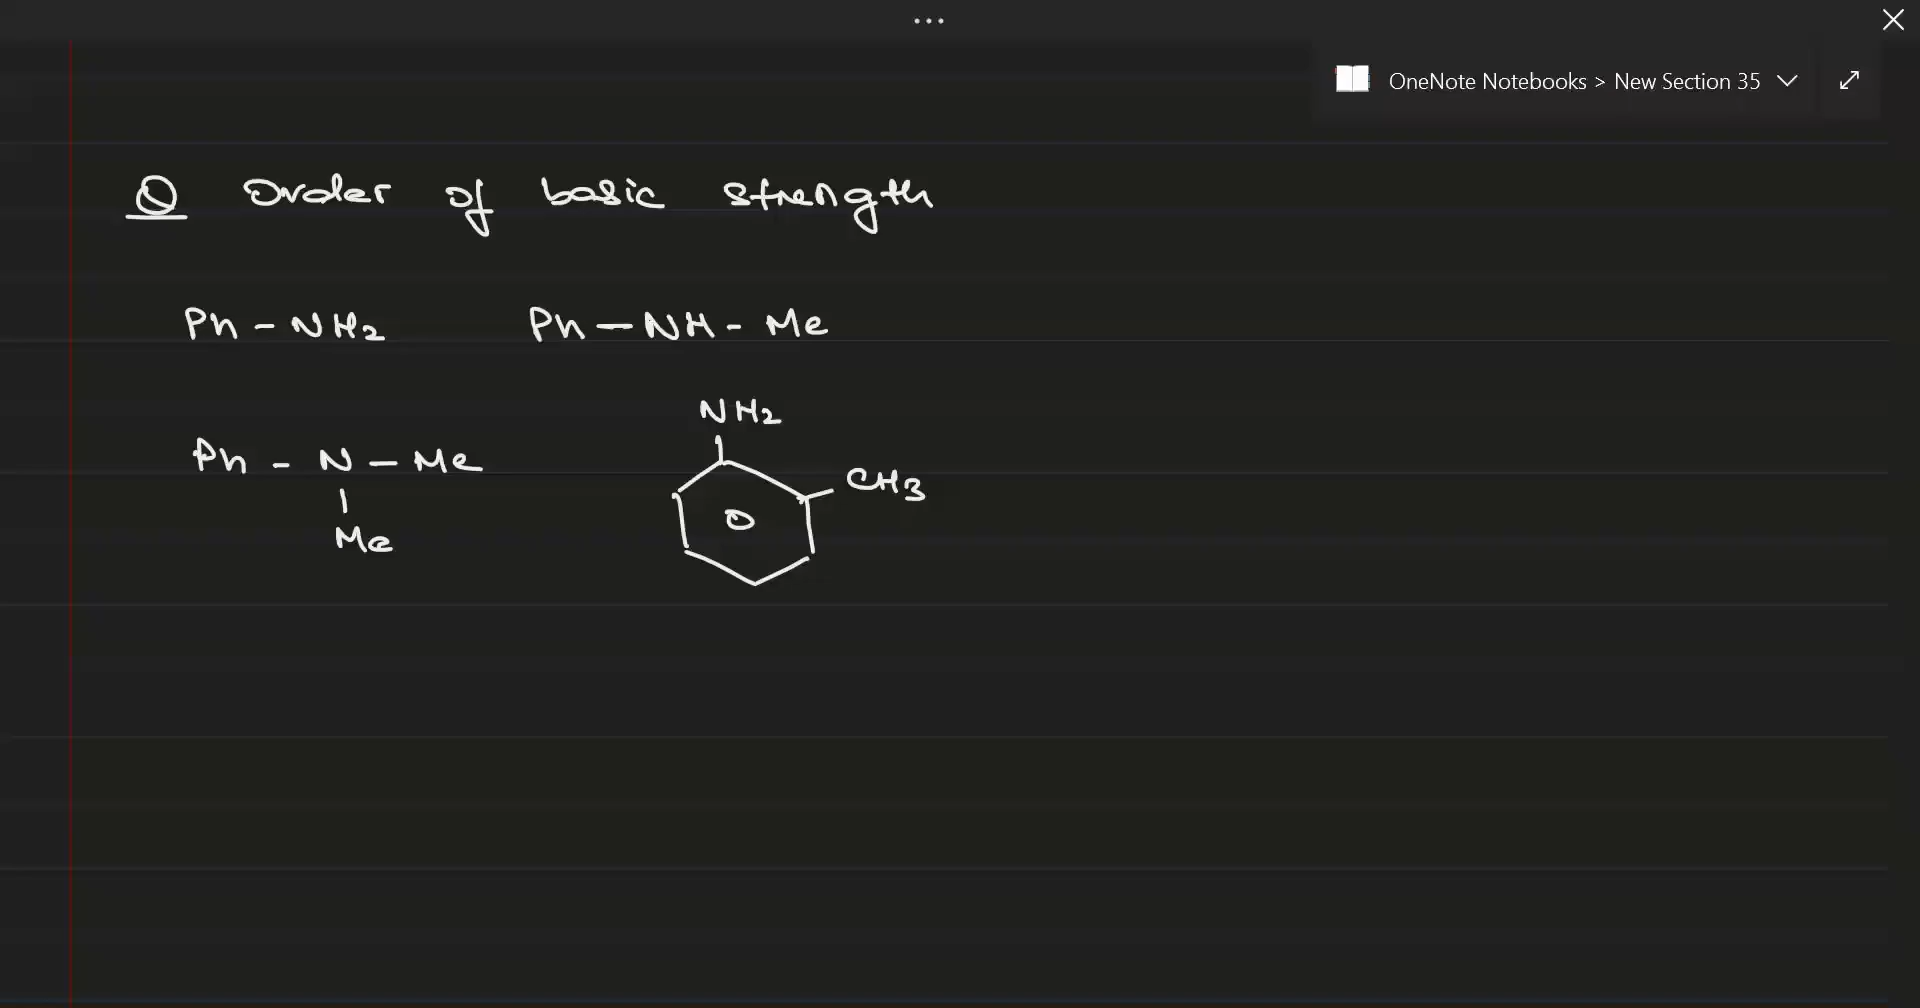 ...
OneNote Notebooks > New Section 35
Q Order of basic strength
Ph - NH2 Ph - NH - Me
NH2
Ph - N - Me CH3
Me